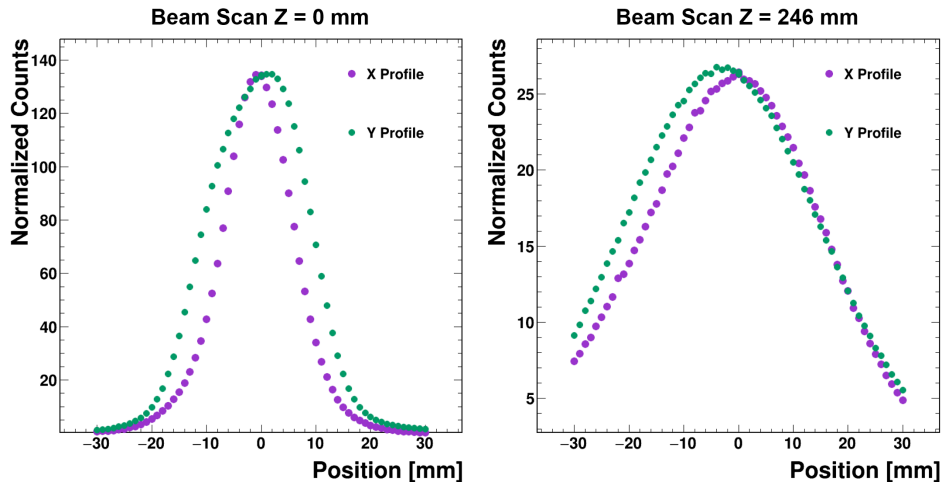 Beam Scan Z = 0 mm
Normalized Counts
140
120
100
80
60
40
20
X Profile
Y Profile
−30 −20 −10 0 10 20 30
Position [mm]
Beam Scan Z = 246 mm
Normalized Counts
25
20
15
10
5
X Profile
Y Profile
−30 −20 −10 0 10 20 30
Position [mm]